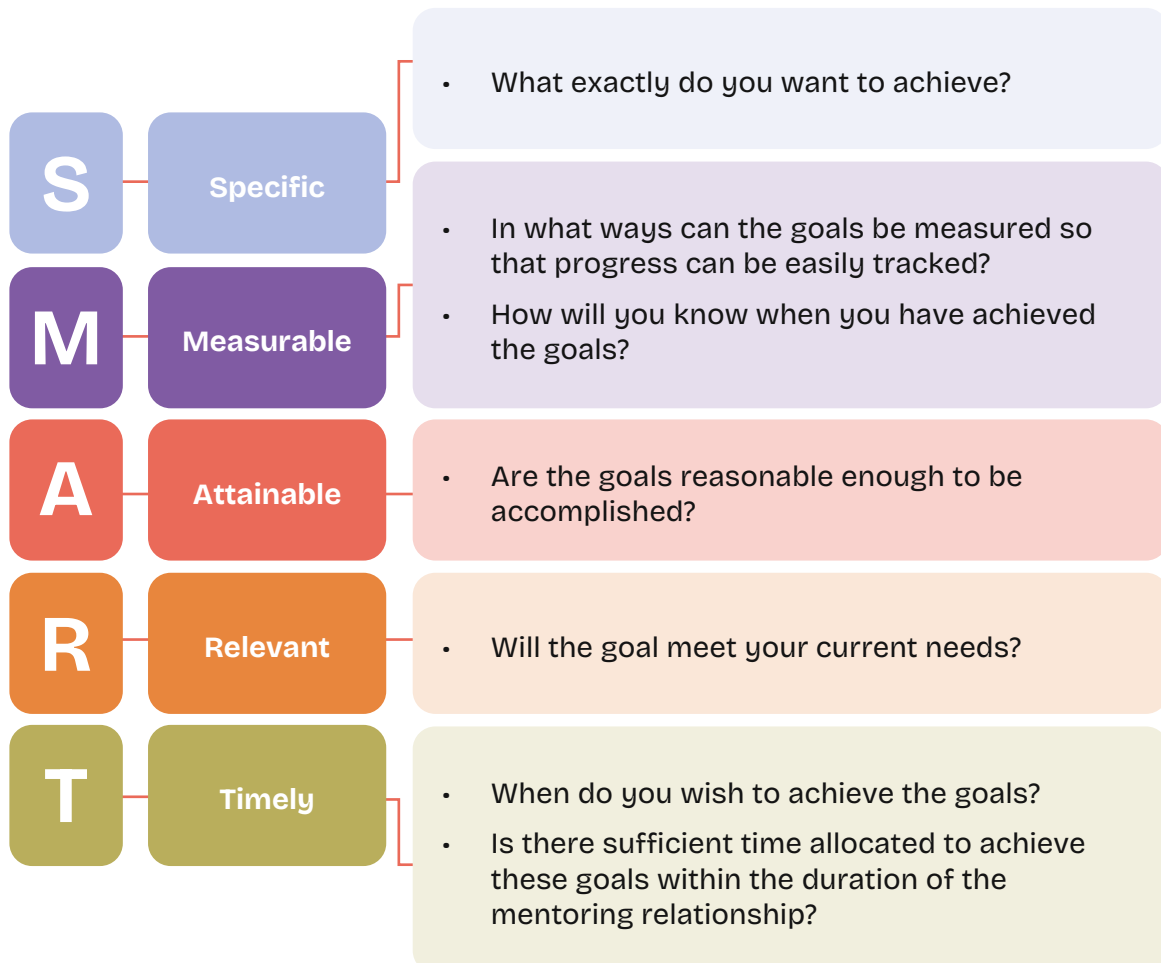 S
Specific
• What exactly do you want to achieve?
M
Measurable
• In what ways can the goals be measured so
that progress can be easily tracked?
• How will you know when you have achieved
the goals?
A
Attainable
• Are the goals reasonable enough to be
accomplished?
R
Relevant
• Will the goal meet your current needs?
T
Timely
• When do you wish to achieve the goals?
• Is there sufficient time allocated to achieve
these goals within the duration of the
mentoring relationship?